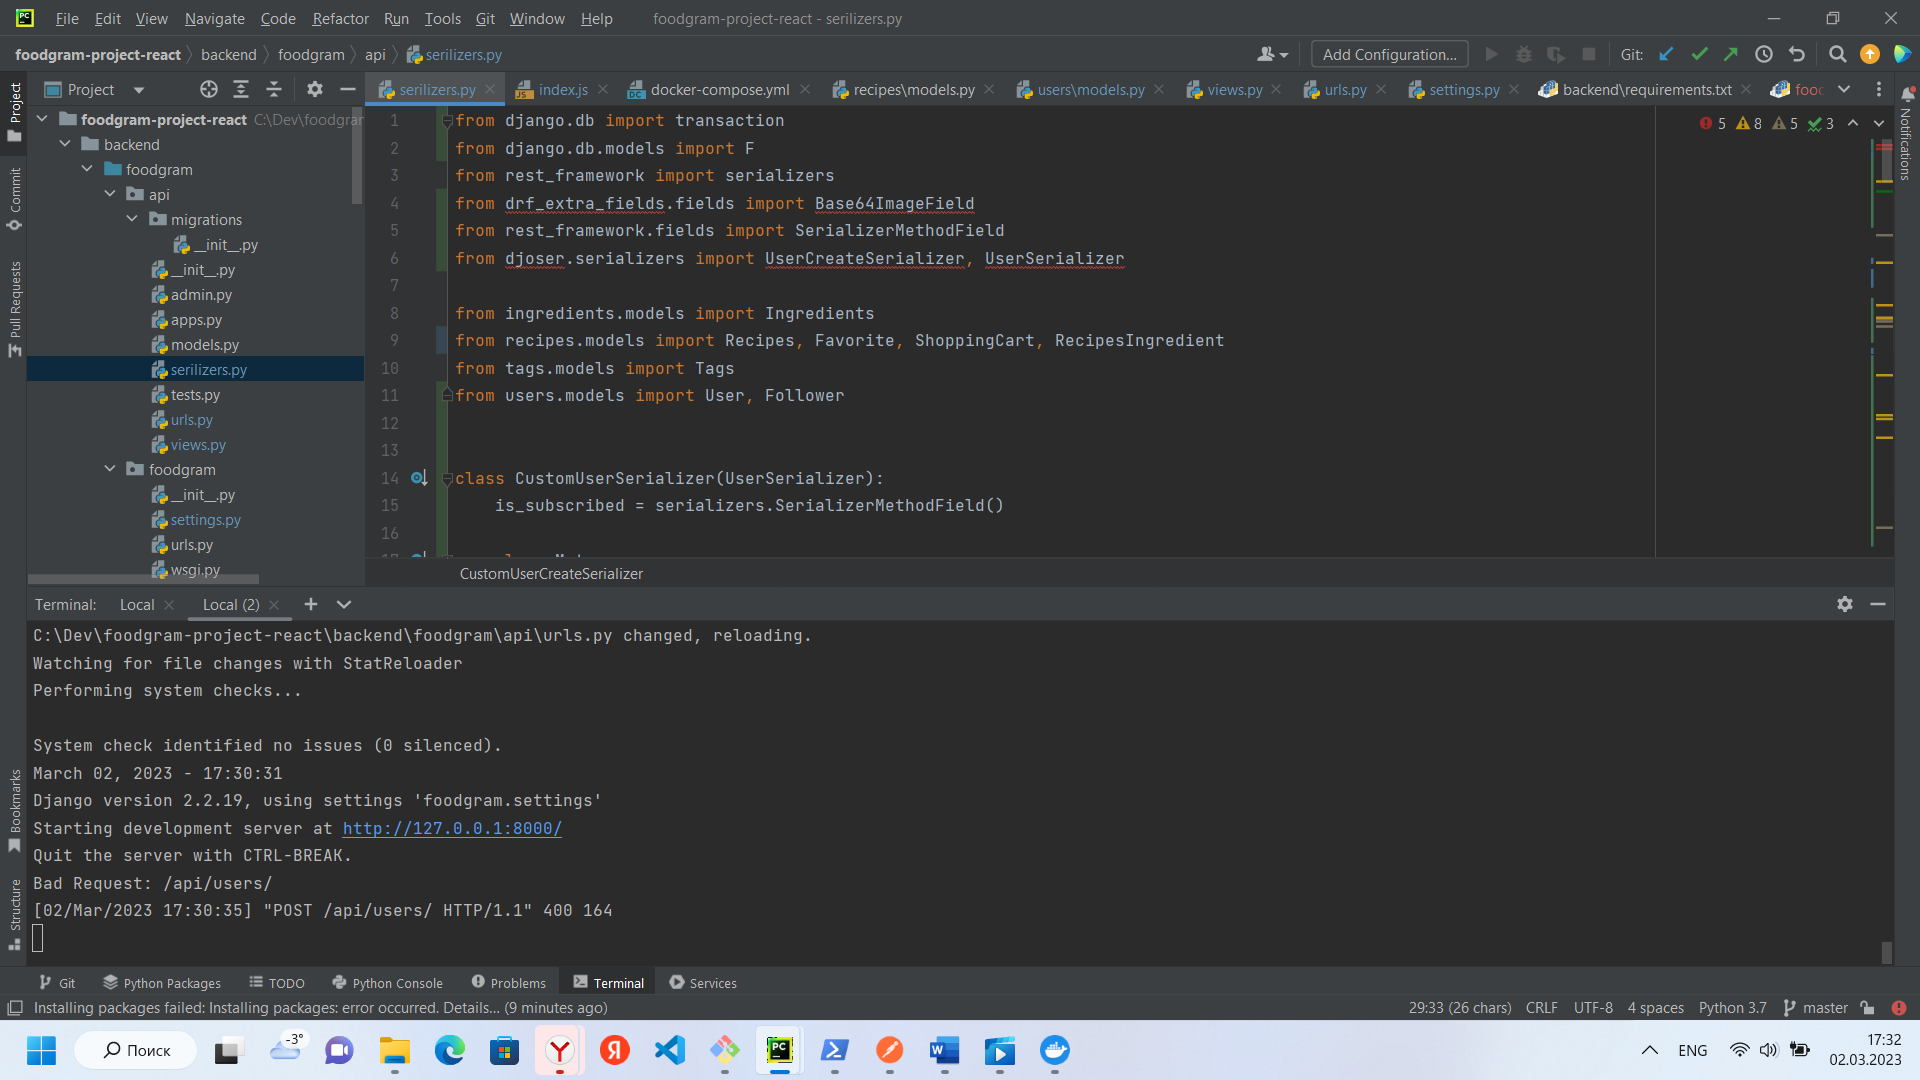 File Edit View Navigate Code Refactor Run Tools Git Window Help foodgram-project-react - serilizers.py
foodgram-project-react backend foodgram api serilizers.py Add Configuration... Git:
Project
serilizers.py index.js docker-compose.yml recipes\models.py users\models.py views.py urls.py settings.py backend\requirements.txt
foodgram-project-react C:\Dev\foodgra
backend
foodgram
api
migrations
__init__.py
__init__.py
admin.py
apps.py
models.py
serilizers.py
tests.py
urls.py
views.py
foodgram
__init__.py
settings.py
urls.py
wsgi.py
Project
Commit
Pull Requests
Bookmarks
Structure
Notifications
5 8 5 3
1 from django.db import transaction
2 from django.db.models import F
3 from rest_framework import serializers
4 from drf_extra_fields.fields import Base64ImageField
5 from rest_framework.fields import SerializerMethodField
6 from djoser.serializers import UserCreateSerializer, UserSerializer
7
8 from ingredients.models import Ingredients
9 from recipes.models import Recipes, Favorite, ShoppingCart, RecipesIngredient
10 from tags.models import Tags
11 from users.models import User, Follower
12
13
14 class CustomUserSerializer(UserSerializer):
15 is_subscribed = serializers.SerializerMethodField()
16
CustomUserCreateSerializer
Terminal: Local Local (2)
C:\Dev\foodgram-project-react\backend\foodgram\api\urls.py changed, reloading.
Watching for file changes with StatReloader
Performing system checks...
System check identified no issues (0 silenced).
March 02, 2023 - 17:30:31
Django version 2.2.19, using settings 'foodgram.settings'
Starting development server at http://127.0.0.1:8000/
Quit the server with CTRL-BREAK.
Bad Request: /api/users/
[02/Mar/2023 17:30:35] "POST /api/users/ HTTP/1.1" 400 164
Git Python Packages TODO Python Console Problems Terminal Services
Installing packages failed: Installing packages: error occurred. Details... (9 minutes ago) 29:33 (26 chars) CRLF UTF-8 4 spaces Python 3.7 master
Поиск -3° ENG 17:32
02.03.2023